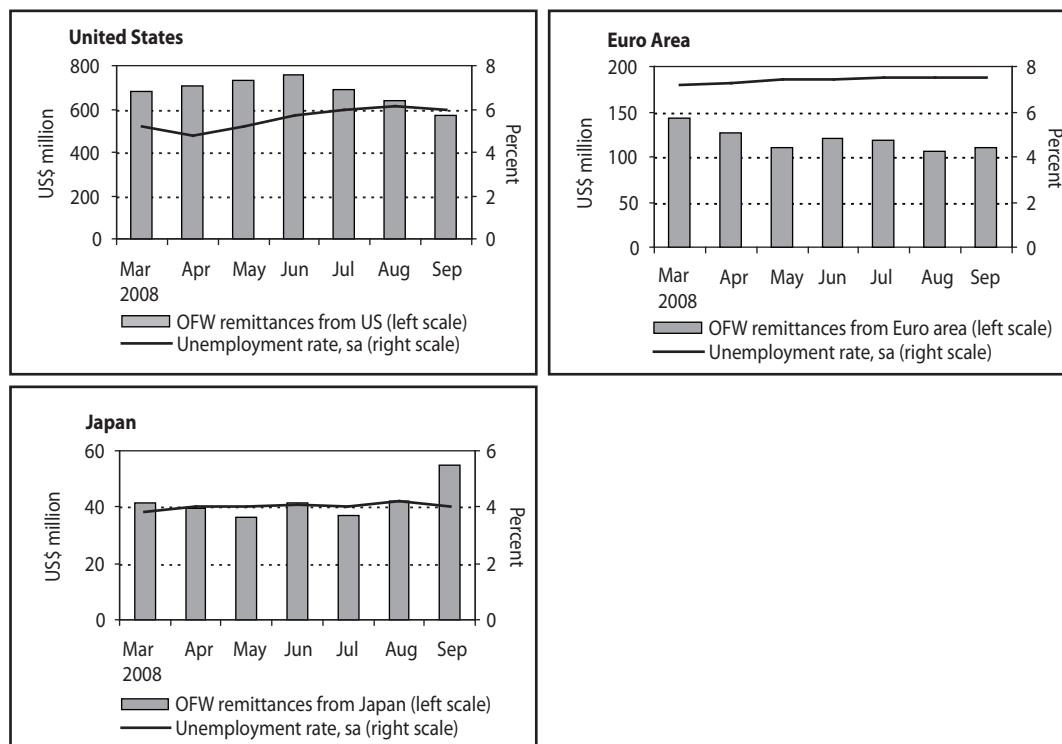 United States
800
600
400
200
0
8
6
4
2
0
US$ million
Percent
Mar Apr May Jun Jul Aug Sep
2008
OFW remittances from US (left scale)
Unemployment rate, sa (right scale)
Euro Area
200
150
100
50
0
8
6
4
2
0
US$ million
Percent
Mar Apr May Jun Jul Aug Sep
2008
OFW remittances from Euro area (left scale)
Unemployment rate, sa (right scale)
Japan
60
40
20
0
6
4
2
0
US$ million
Percent
Mar Apr May Jun Jul Aug Sep
2008
OFW remittances from Japan (left scale)
Unemployment rate, sa (right scale)